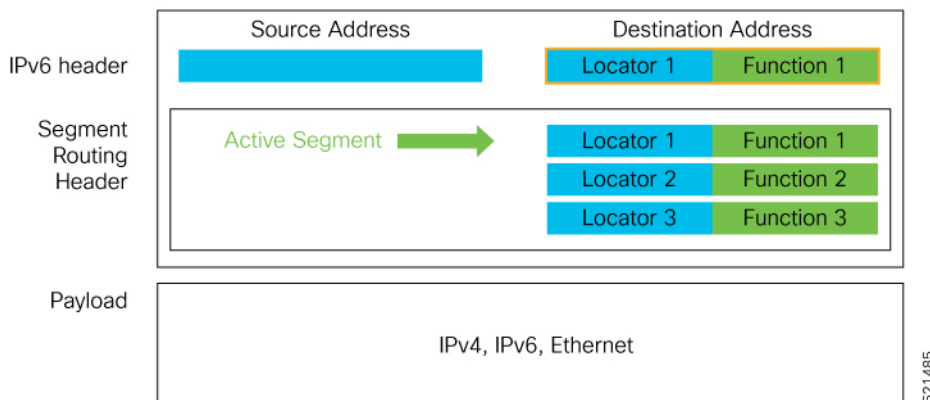 Source Address
Destination Address
IPv6 header
Locator 1
Function 1
Segment
Routing
Header
Active Segment
Locator 1
Function 1
Locator 2
Function 2
Locator 3
Function 3
Payload
IPv4, IPv6, Ethernet
521485